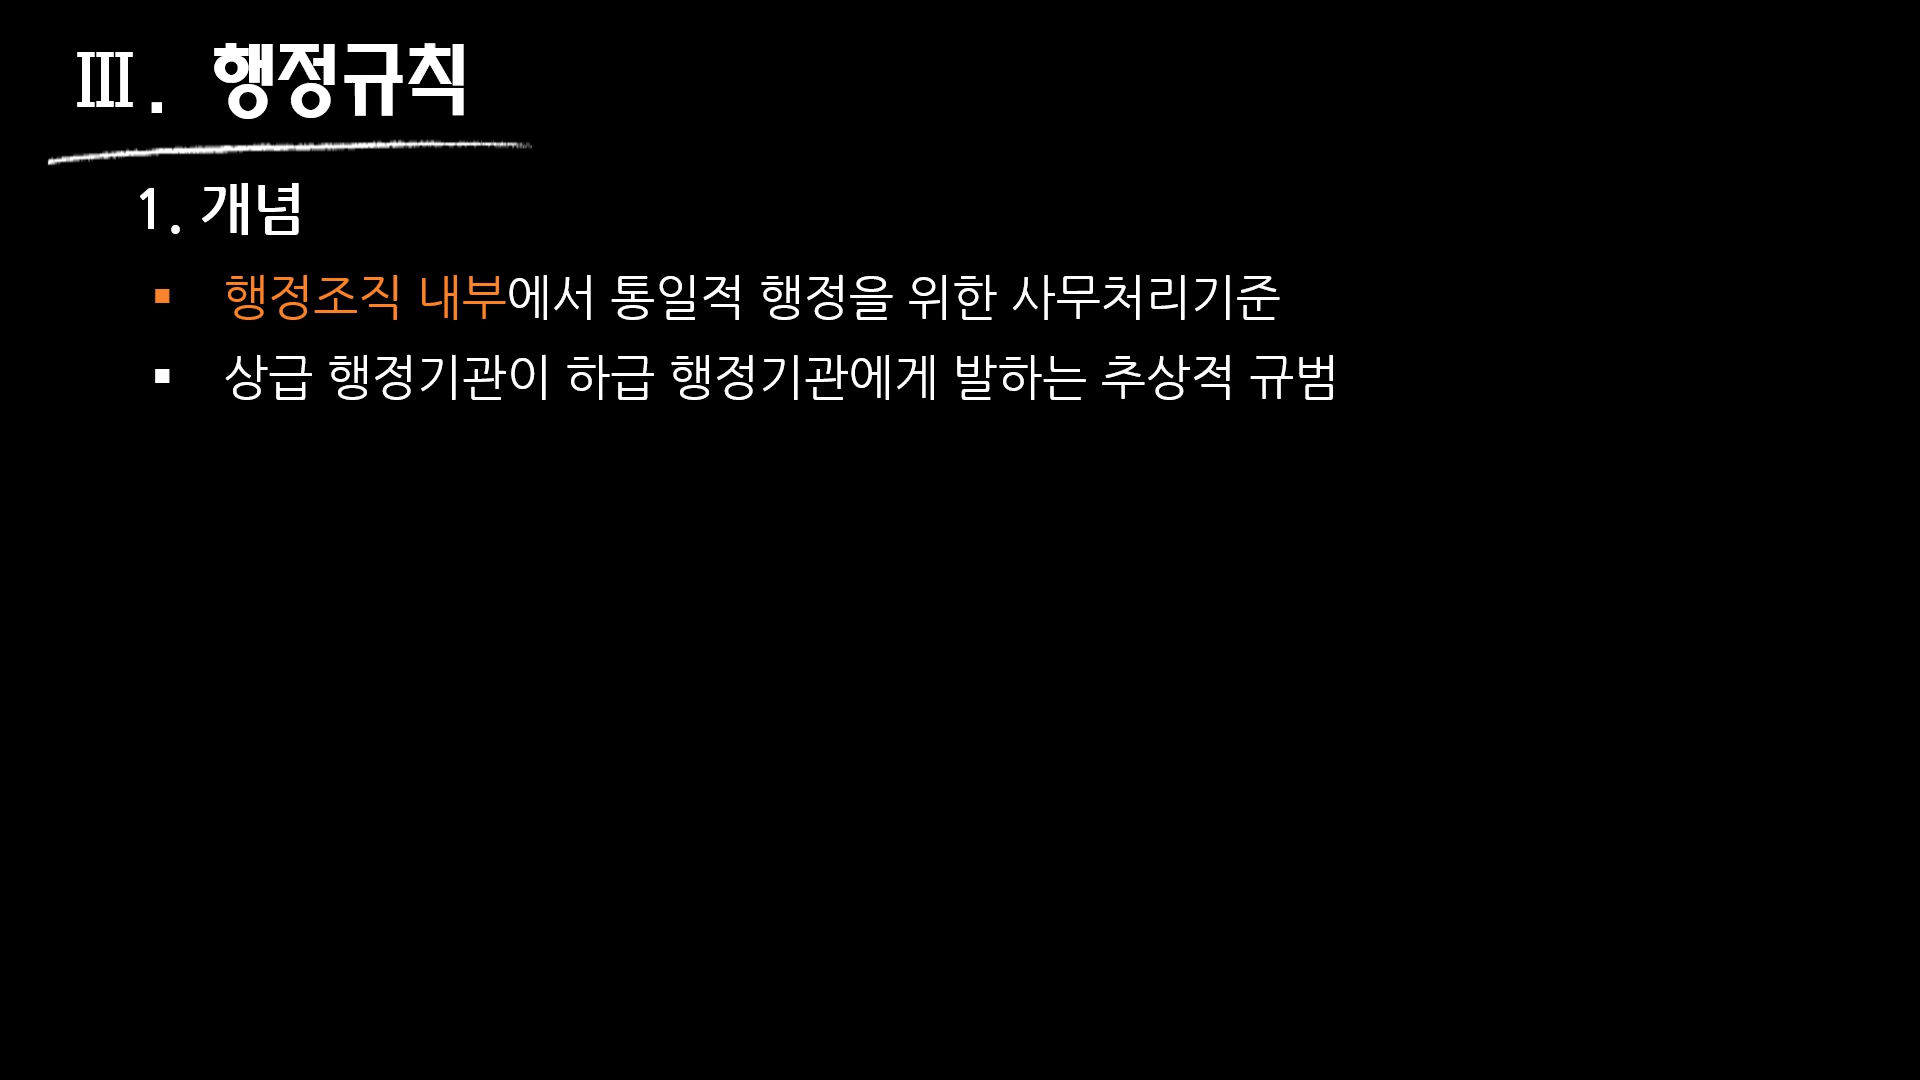 Ⅲ. 행정규칙
1. 개념
▪ 행정조직 내부에서 통일적 행정을 위한 사무처리기준
▪ 상급 행정기관이 하급 행정기관에게 발하는 추상적 규범